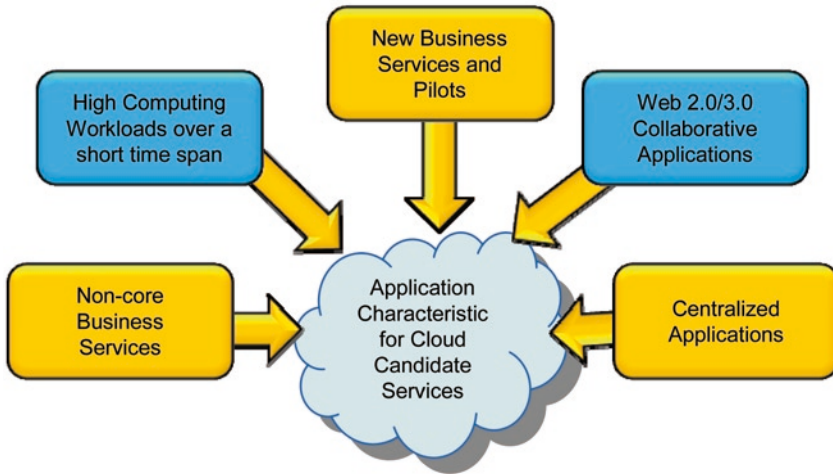 New Business
Services and
Pilots
High Computing
Workloads over a
short time span
Web 2.0/3.0
Collaborative
Applications
Non-core
Business
Services
Application
Characteristic
for Cloud
Candidate
Services
Centralized
Applications